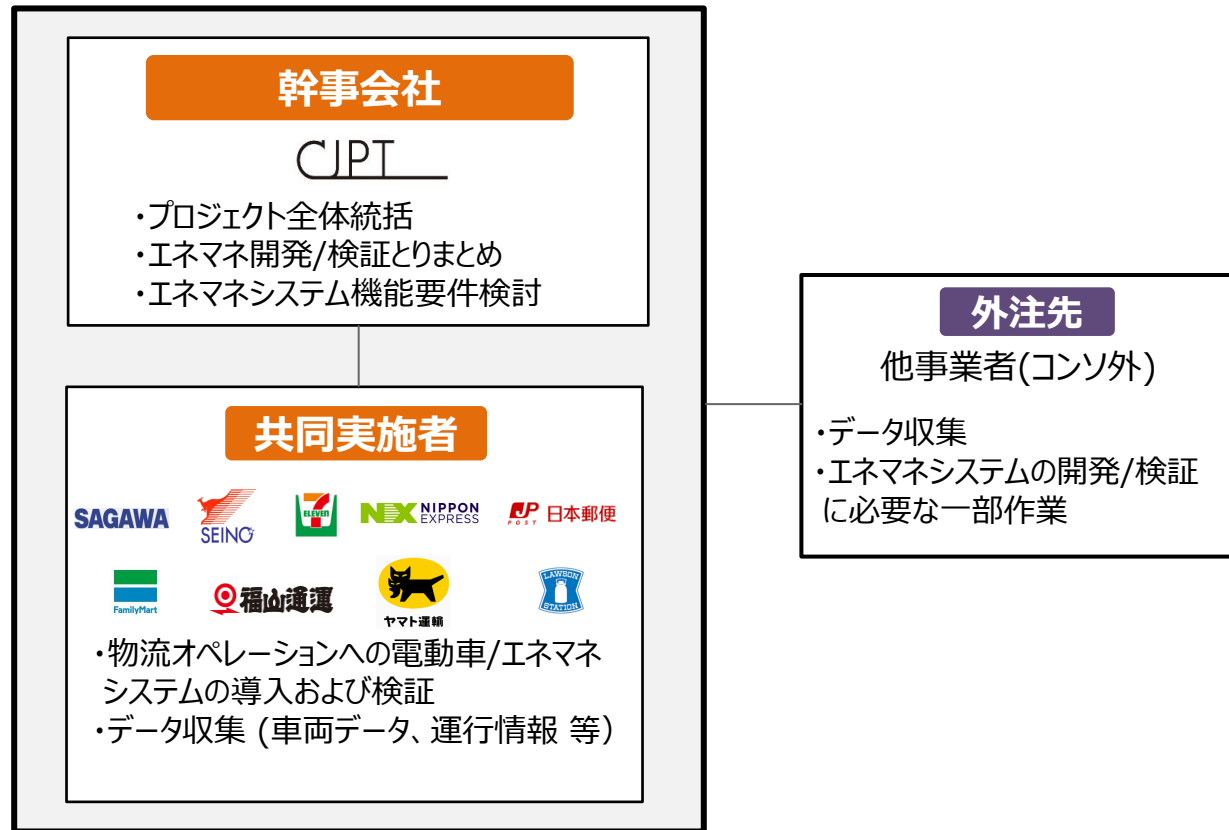 幹事会社
CJPT
・プロジェクト全体統括
・エネマネ開発/検証とりまとめ
・エネマネシステム機能要件検討
共同実施者
SAGAWA
SEINO
7
ELEVEN
NX NIPPON
EXPRESS
JP
POST
日本郵便
FamilyMart
福山通運
ヤマト運輸
LAWSON
STATION
・物流オペレーションへの電動車/エネマネ
システムの導入および検証
・データ収集 (車両データ、運行情報 等)
外注先
他事業者(コンソ外)
・データ収集
・エネマネシステムの開発/検証
に必要な一部作業